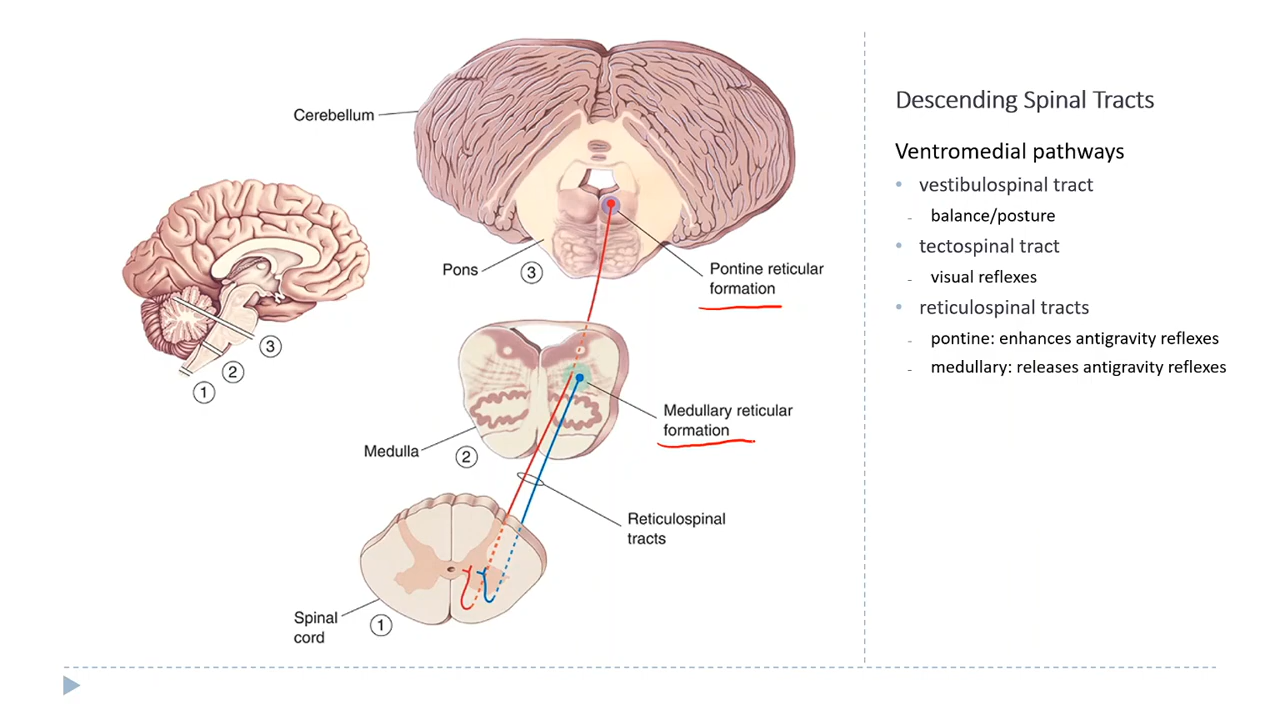 Cerebellum
Pons
3
Pontine reticular
formation
3
2
1
Medullary reticular
formation
Medulla
2
Reticulospinal
tracts
Spinal
cord
1
Descending Spinal Tracts
Ventromedial pathways
• vestibulospinal tract
- balance/posture
• tectospinal tract
- visual reflexes
• reticulospinal tracts
- pontine: enhances antigravity reflexes
- medullary: releases antigravity reflexes